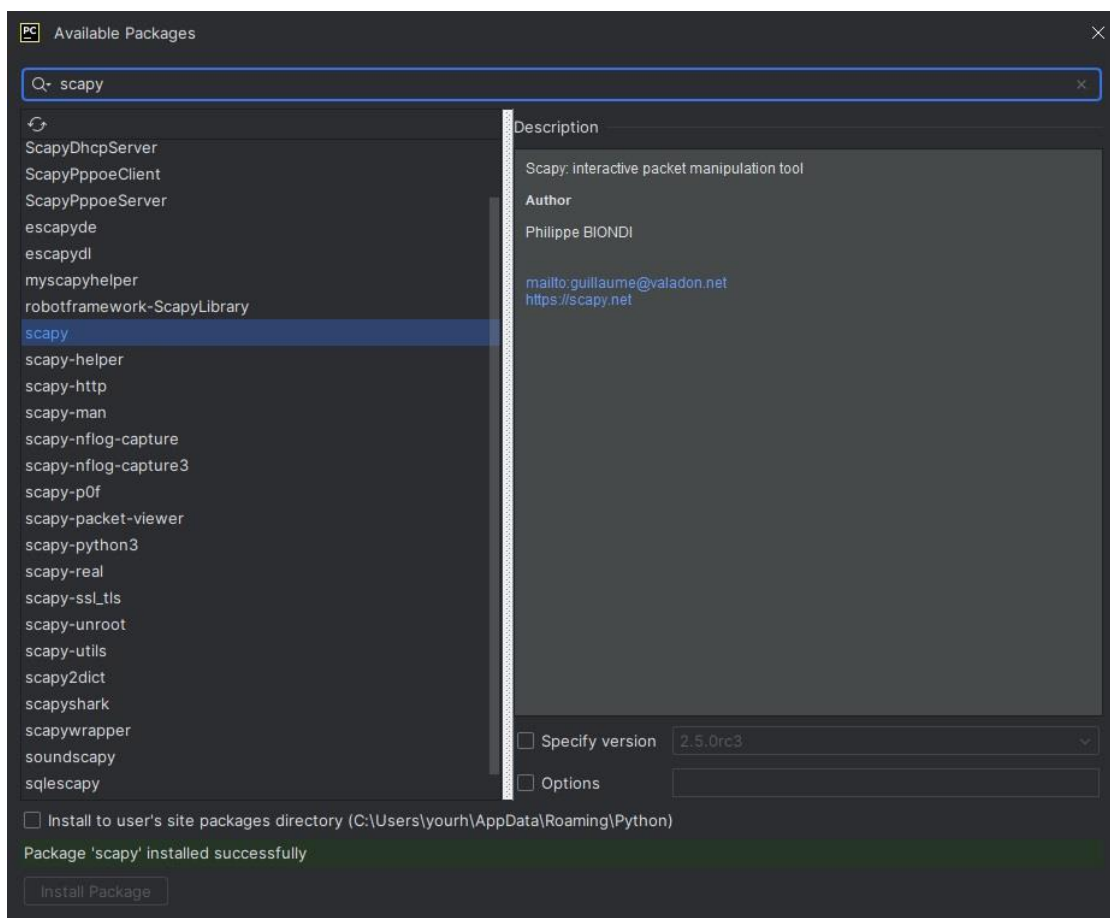 PC Available Packages
scapy
Description
ScapyDhcpServer
ScapyPppoeClient
ScapyPppoeServer
escapyde
escapydl
myscapyhelper
robotframework-ScapyLibrary
scapy
scapy-helper
scapy-http
scapy-man
scapy-nflog-capture
scapy-nflog-capture3
scapy-p0f
scapy-packet-viewer
scapy-python3
scapy-real
scapy-ssl_tls
scapy-unroot
scapy-utils
scapy2dict
scapyshark
scapywrapper
soundscapy
sqlescapy
Scapy: interactive packet manipulation tool
Author
Philippe BIONDI
mailto:guillaume@valadon.net
https://scapy.net
Specify version 2.5.0rc3
Options
Install to user's site packages directory (C:\Users\yourh\AppData\Roaming\Python)
Package 'scapy' installed successfully
Install Package